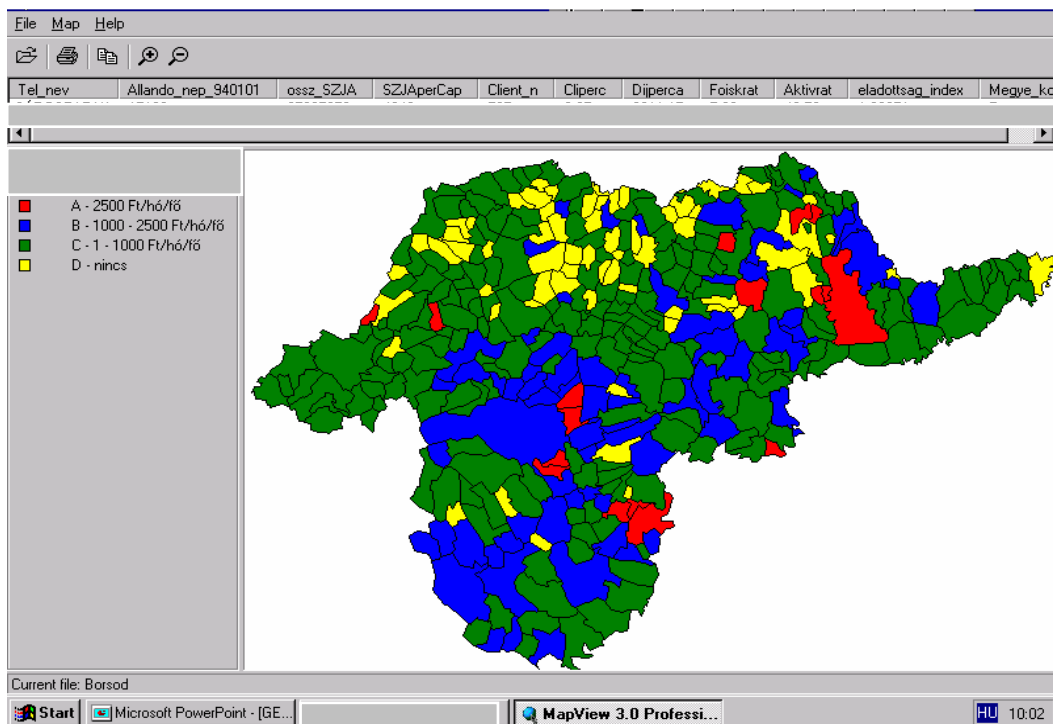 File Map Help
Tel_nev Allando_nep_940101 ossz_SZJA SZJAperCap Client_n Cliperc Dijperca Foiskrat Aktivrat eladottsag_index Megye_ko
A - 2500 Ft/hó/fő
B - 1000 - 2500 Ft/hó/fő
C - 1 - 1000 Ft/hó/fő
D - nincs
Current file: Borsod
Start Microsoft PowerPoint - [GE... MapView 3.0 Professi... HU 10:02